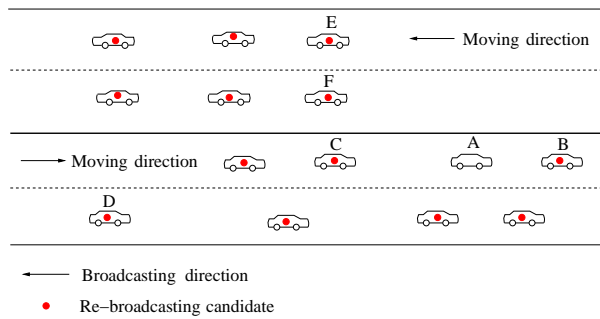 E
Moving direction
F
C
A
B
Moving direction
D
Broadcasting direction
Re−broadcasting candidate